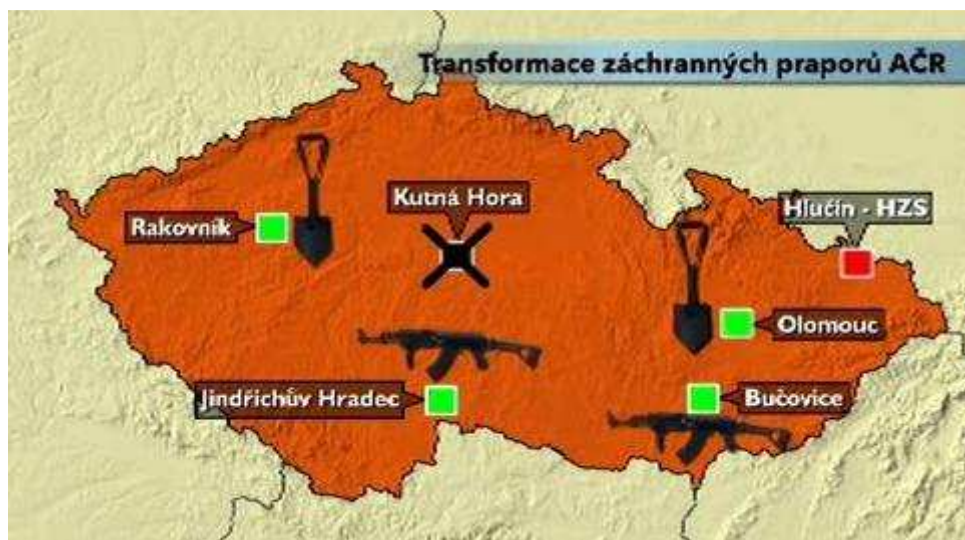 Transformace záchranných praporů AČR
Kutná Hora
Hlučín - HZS
Rakovník
Olomouc
Jindřichův Hradec
Bučovice